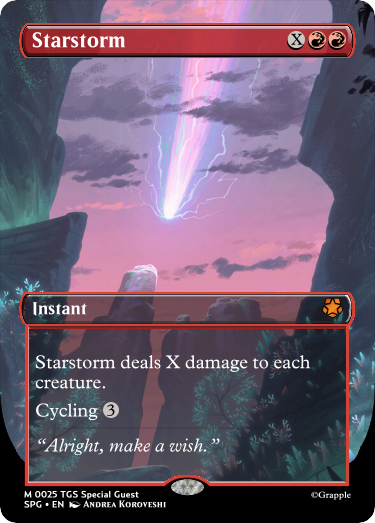 Starstorm X
Instant
Starstorm deals X damage to each
creature.
Cycling 3
“Alright, make a wish.”
M 0025 TGS Special Guest
SPG • EN Andrea Koroveshi
©Grapple